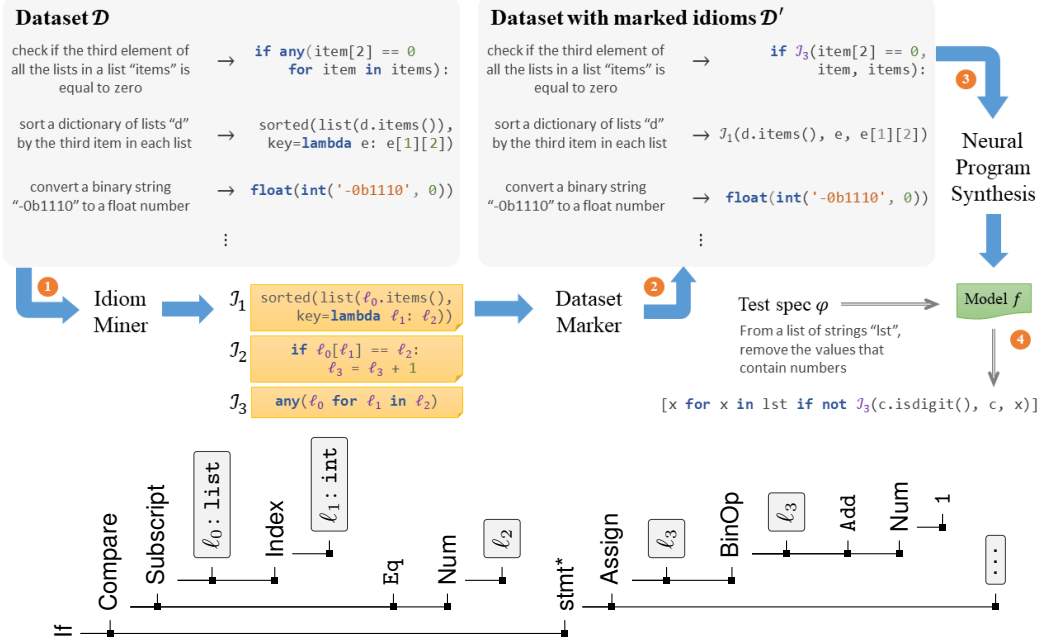 Dataset 𝒟
check if the third element of
all the lists in a list "items" is
equal to zero
→
if any(item[2] == 0
for item in items):
sort a dictionary of lists "d"
by the third item in each list
→
sorted(list(d.items()),
key=lambda e: e[1][2])
convert a binary string
"-0b1110" to a float number
→
float(int('-0b1110', 0))
⋮
Dataset with marked idioms 𝒟′
check if the third element of
all the lists in a list "items" is
equal to zero
→
if ℐ3(item[2] == 0,
item, items):
sort a dictionary of lists "d"
by the third item in each list
→
ℐ1(d.items(), e, e[1][2])
convert a binary string
"-0b1110" to a float number
→
float(int('-0b1110', 0))
⋮
3
Neural
Program
Synthesis
1
Idiom
Miner
ℐ1
sorted(list(ℓ0.items(),
key=lambda ℓ1: ℓ2))
ℐ2
if ℓ0[ℓ1] == ℓ2:
ℓ3 = ℓ3 + 1
ℐ3
any(ℓ0 for ℓ1 in ℓ2)
Dataset
Marker
2
Test spec φ
From a list of strings "lst",
remove the values that
contain numbers
Model f
4
[x for x in lst if not ℐ3(c.isdigit(), c, x)]
If
Compare
Subscript
ℓ0 : list
Index
ℓ1 : int
Eq
Num
ℓ2
stmt*
Assign
ℓ3
BinOp
ℓ3
Add
Num
1
...